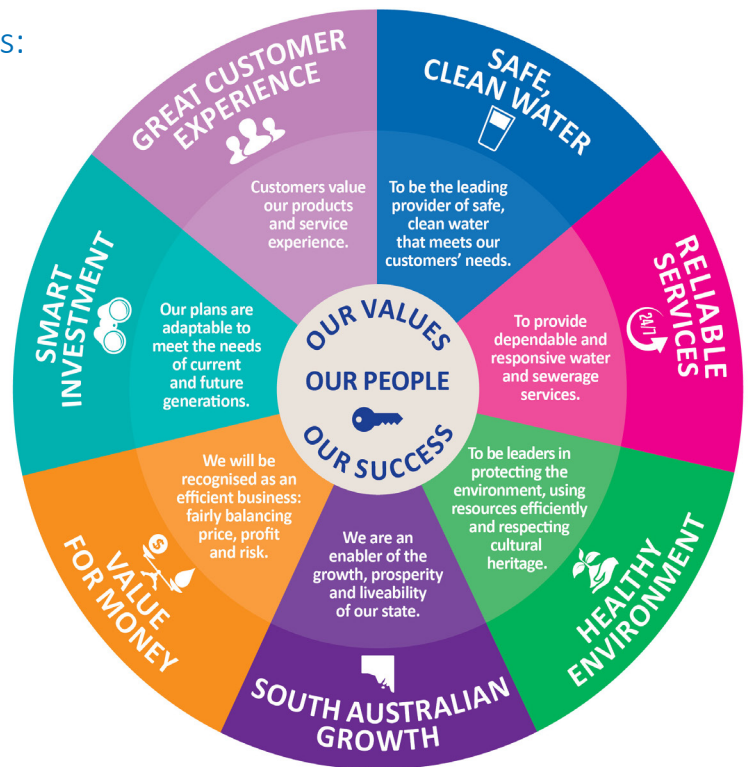 s:
GREAT CUSTOMER
EXPERIENCE
Customers value
our products
and service
experience.
SAFE,
CLEAN WATER
To be the leading
provider of safe,
clean water
that meets our
customers’ needs.
RELIABLE
SERVICES
24/7
To provide
dependable and
responsive water
and sewerage
services.
HEALTHY
ENVIRONMENT
To be leaders in
protecting the
environment, using
resources efficiently
and respecting
cultural
heritage.
SOUTH AUSTRALIAN
GROWTH
We are an
enabler of the
growth, prosperity
and liveability
of our state.
VALUE
FOR MONEY
$
We will be
recognised as an
efficient business:
fairly balancing
price, profit
and risk.
SMART
INVESTMENT
Our plans are
adaptable to
meet the needs
of current
and future
generations.
OUR VALUES
OUR PEOPLE
OUR SUCCESS